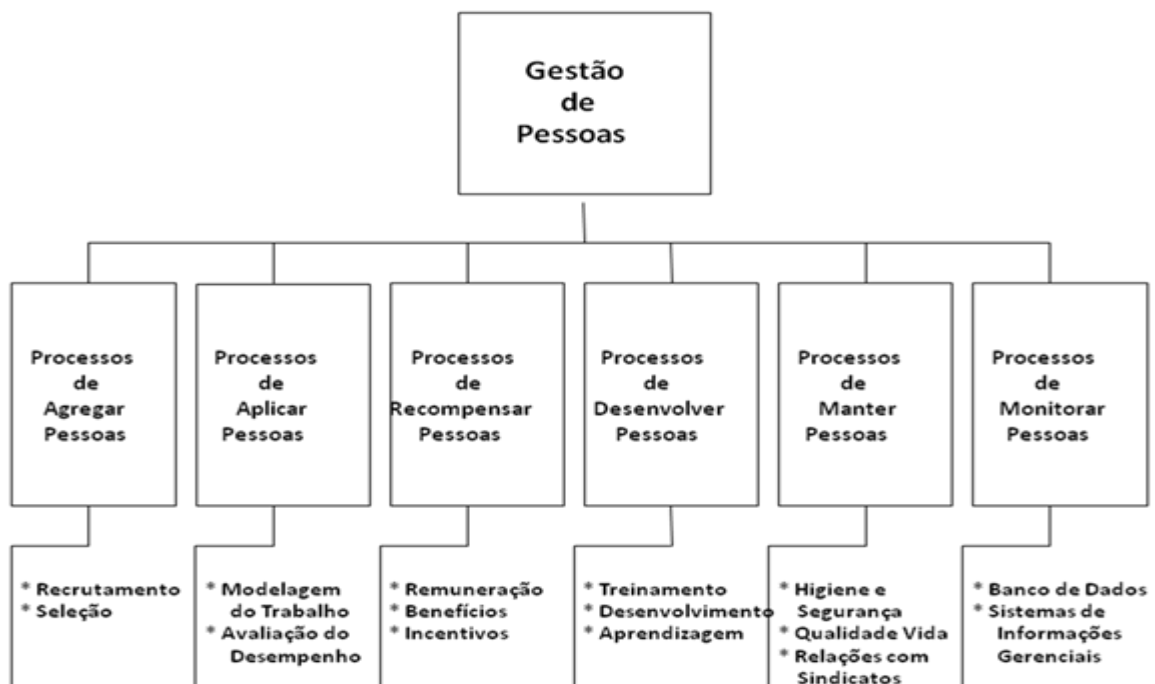 Gestão
de
Pessoas
Processos
de
Agregar
Pessoas
Processos
de
Aplicar
Pessoas
Processos
de
Recompensar
Pessoas
Processos
de
Desenvolver
Pessoas
Processos
de
Manter
Pessoas
Processos
de
Monitorar
Pessoas
* Recrutamento
* Seleção
* Modelagem
do Trabalho
* Avaliação do
Desempenho
* Remuneração
* Benefícios
* Incentivos
* Treinamento
* Desenvolvimento
* Aprendizagem
* Higiene e
Segurança
* Qualidade Vida
* Relações com
Sindicatos
* Banco de Dados
* Sistemas de
Informações
Gerenciais